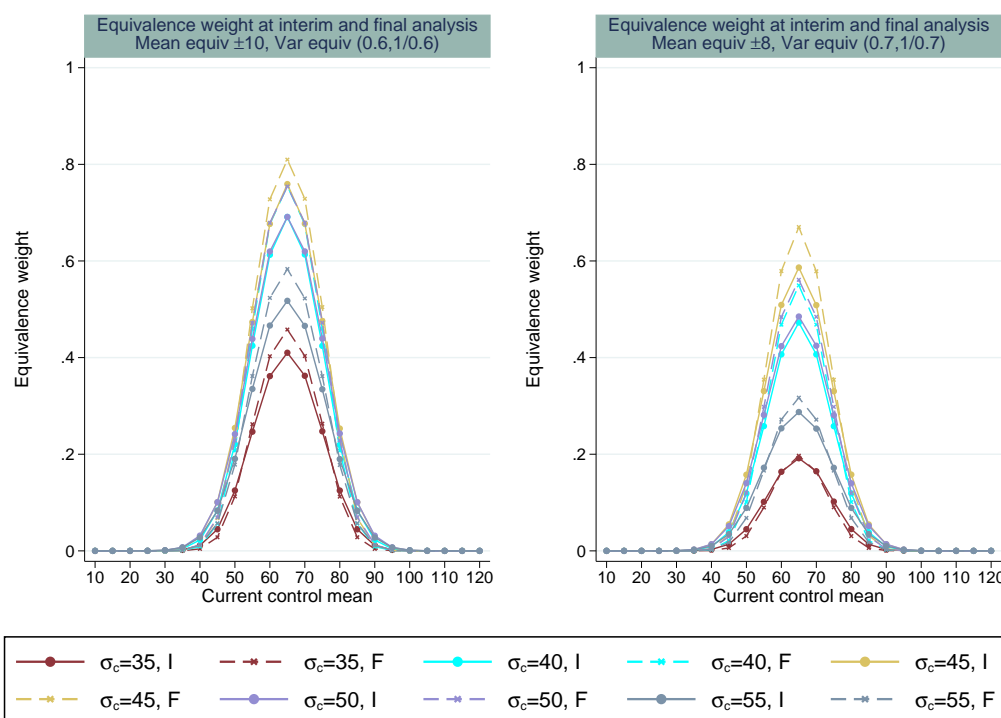 Equivalence weight at interim and final analysis
Mean equiv ±10, Var equiv (0.6,1/0.6)
1
.8
.6
.4
.2
0
Equivalence weight
10 20 30 40 50 60 70 80 90 100 110 120
Current control mean
Equivalence weight at interim and final analysis
Mean equiv ±8, Var equiv (0.7,1/0.7)
1
.8
.6
.4
.2
0
Equivalence weight
10 20 30 40 50 60 70 80 90 100 110 120
Current control mean
σc=35, I σc=35, F σc=40, I σc=40, F σc=45, I
σc=45, F σc=50, I σc=50, F σc=55, I σc=55, F